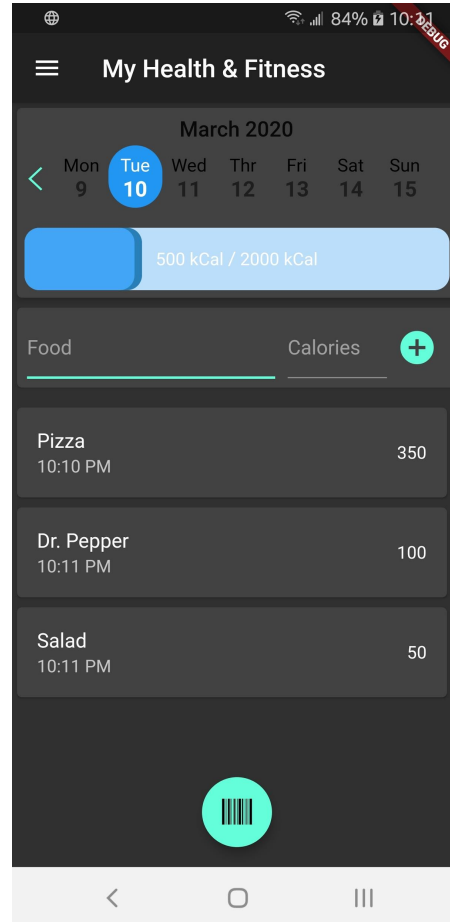 84% 10:11
DEBUG
My Health & Fitness
March 2020
Mon Tue Wed Thr Fri Sat Sun
9 10 11 12 13 14 15
500 kCal / 2000 kCal
Food Calories
Pizza
10:10 PM
350
Dr. Pepper
10:11 PM
100
Salad
10:11 PM
50